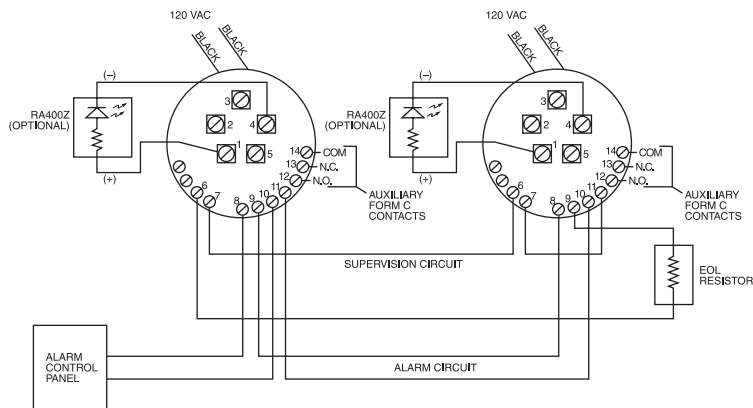 120 VAC
BLACK
BLACK
(–)
RA400Z
(OPTIONAL)
(+)
3
2
4
1
5
14
COM
13
N.C.
12
N.O.
11
10
9
8
7
6
AUXILIARY
FORM C
CONTACTS
120 VAC
BLACK
BLACK
(–)
RA400Z
(OPTIONAL)
(+)
3
2
4
1
5
14
COM
13
N.C.
12
N.O.
11
10
9
8
7
6
AUXILIARY
FORM C
CONTACTS
SUPERVISION CIRCUIT
EOL
RESISTOR
ALARM
CONTROL
PANEL
ALARM CIRCUIT